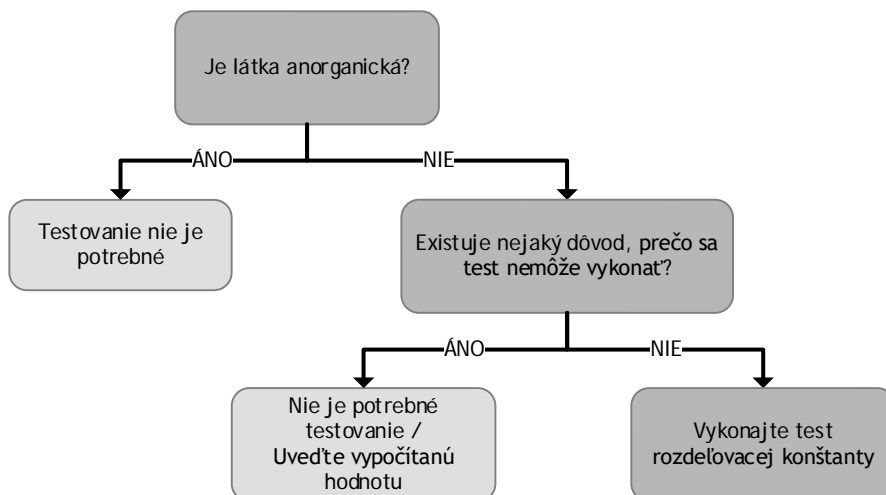 Je látka anorganická?
ÁNO
NIE
Testovanie nie je
potrebné
Existuje nejaký dôvod, prečo sa
test nemôže vykonať?
ÁNO
NIE
Nie je potrebné
testovanie /
Uveďte vypočítanú
hodnotu
Vykonajte test
rozdeľovacej konštanty